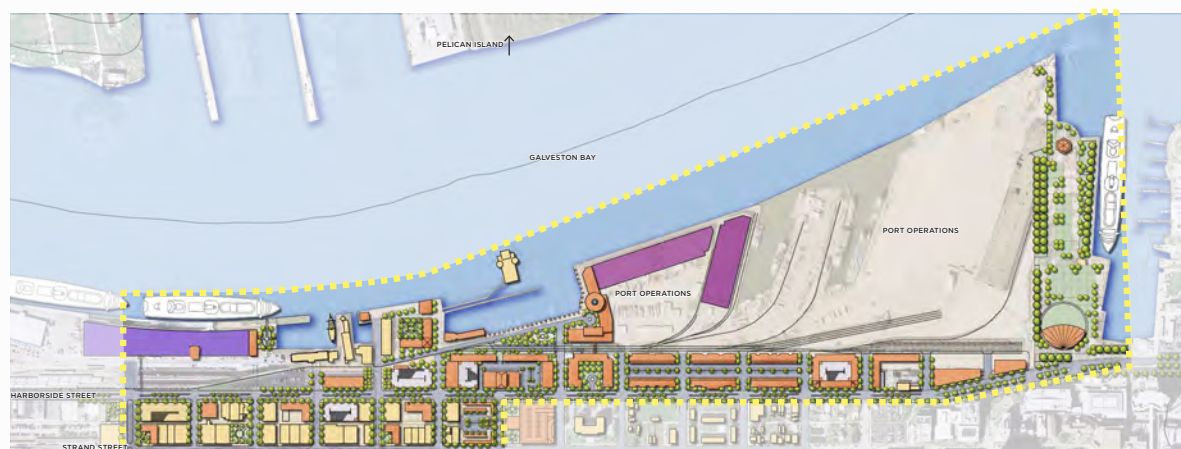 PELICAN ISLAND
GALVESTON BAY
PORT OPERATIONS
PORT OPERATIONS
HARBORSIDE STREET
STRAND STREET